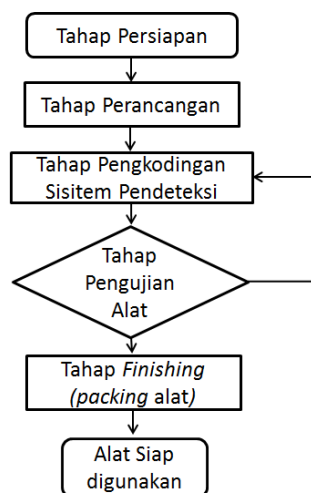 Tahap Persiapan
Tahap Perancangan
Tahap Pengkodingan
Sisitem Pendeteksi
Tahap
Pengujian
Alat
Tahap Finishing
(packing alat)
Alat Siap
digunakan